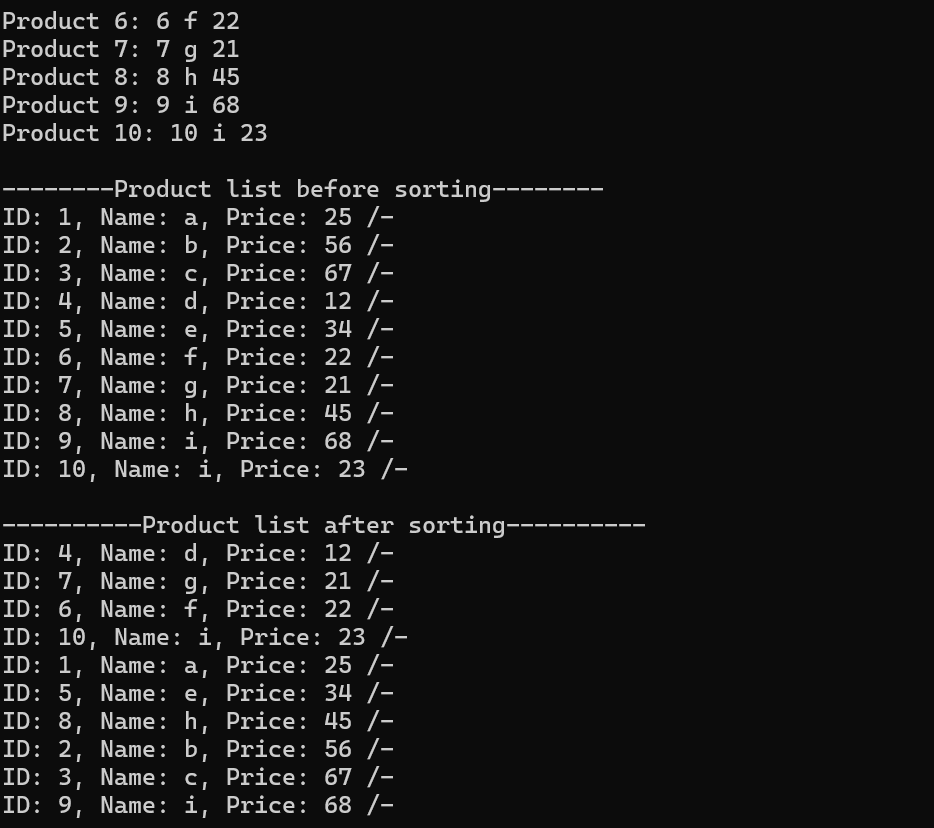 Product 6: 6 f 22
Product 7: 7 g 21
Product 8: 8 h 45
Product 9: 9 i 68
Product 10: 10 i 23
--------Product list before sorting--------
ID: 1, Name: a, Price: 25 /-
ID: 2, Name: b, Price: 56 /-
ID: 3, Name: c, Price: 67 /-
ID: 4, Name: d, Price: 12 /-
ID: 5, Name: e, Price: 34 /-
ID: 6, Name: f, Price: 22 /-
ID: 7, Name: g, Price: 21 /-
ID: 8, Name: h, Price: 45 /-
ID: 9, Name: i, Price: 68 /-
ID: 10, Name: i, Price: 23 /-
----------Product list after sorting----------
ID: 4, Name: d, Price: 12 /-
ID: 7, Name: g, Price: 21 /-
ID: 6, Name: f, Price: 22 /-
ID: 10, Name: i, Price: 23 /-
ID: 1, Name: a, Price: 25 /-
ID: 5, Name: e, Price: 34 /-
ID: 8, Name: h, Price: 45 /-
ID: 2, Name: b, Price: 56 /-
ID: 3, Name: c, Price: 67 /-
ID: 9, Name: i, Price: 68 /-